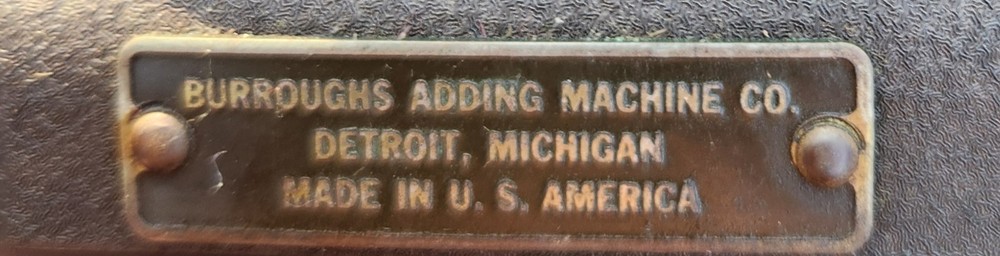 BURROUGHS ADDING MACHINE CO.
DETROIT, MICHIGAN
MADE IN U. S. AMERICA